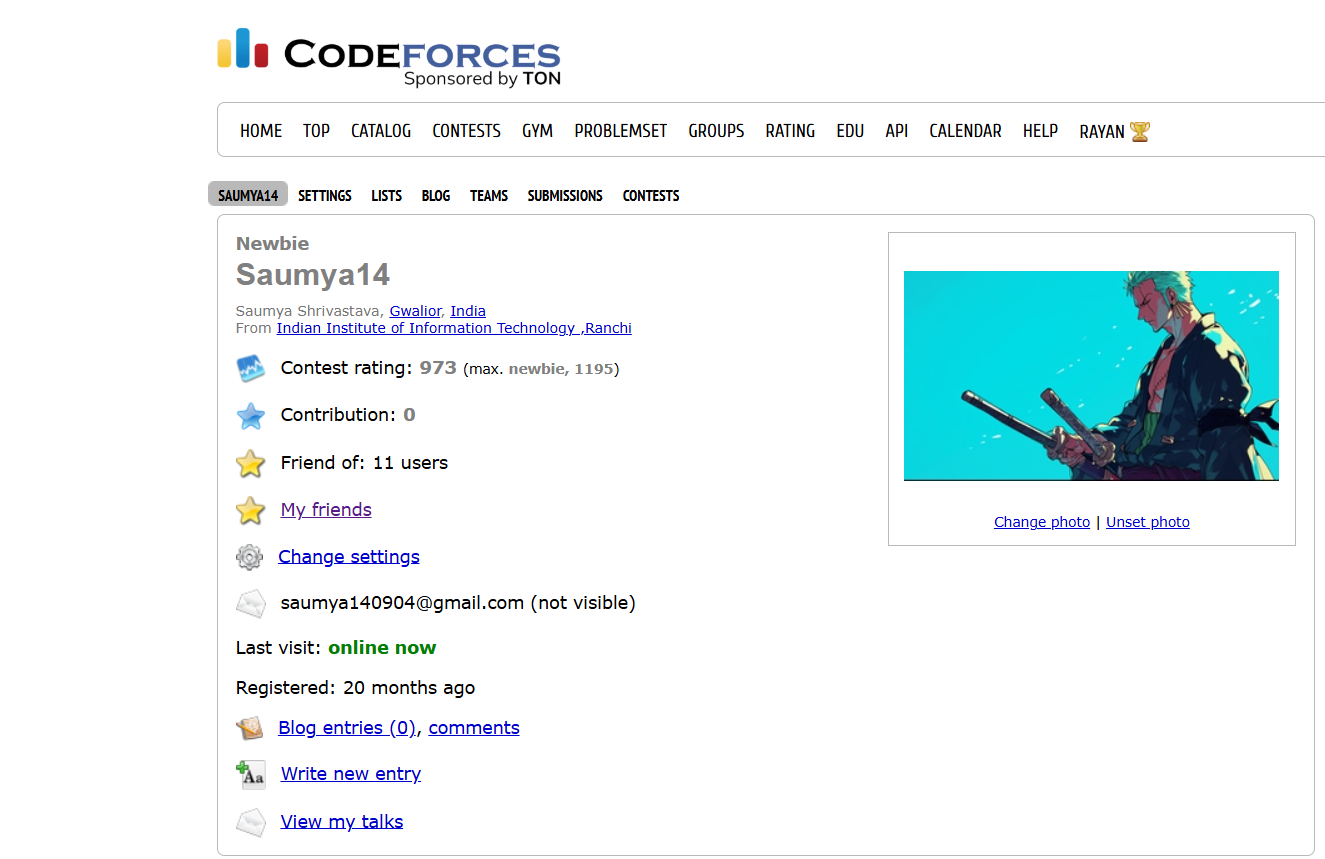 CODEFORCES
Sponsored by TON
HOME TOP CATALOG CONTESTS GYM PROBLEMSET GROUPS RATING EDU API CALENDAR HELP RAYAN
SAUMYA14 SETTINGS LISTS BLOG TEAMS SUBMISSIONS CONTESTS
Newbie
Saumya14
Saumya Shrivastava, Gwalior, India
From Indian Institute of Information Technology ,Ranchi
Contest rating: 973 (max. newbie, 1195)
Contribution: 0
Friend of: 11 users
My friends
Change settings
saumya140904@gmail.com (not visible)
Last visit: online now
Registered: 20 months ago
Blog entries (0), comments
Aa Write new entry
View my talks
Change photo | Unset photo